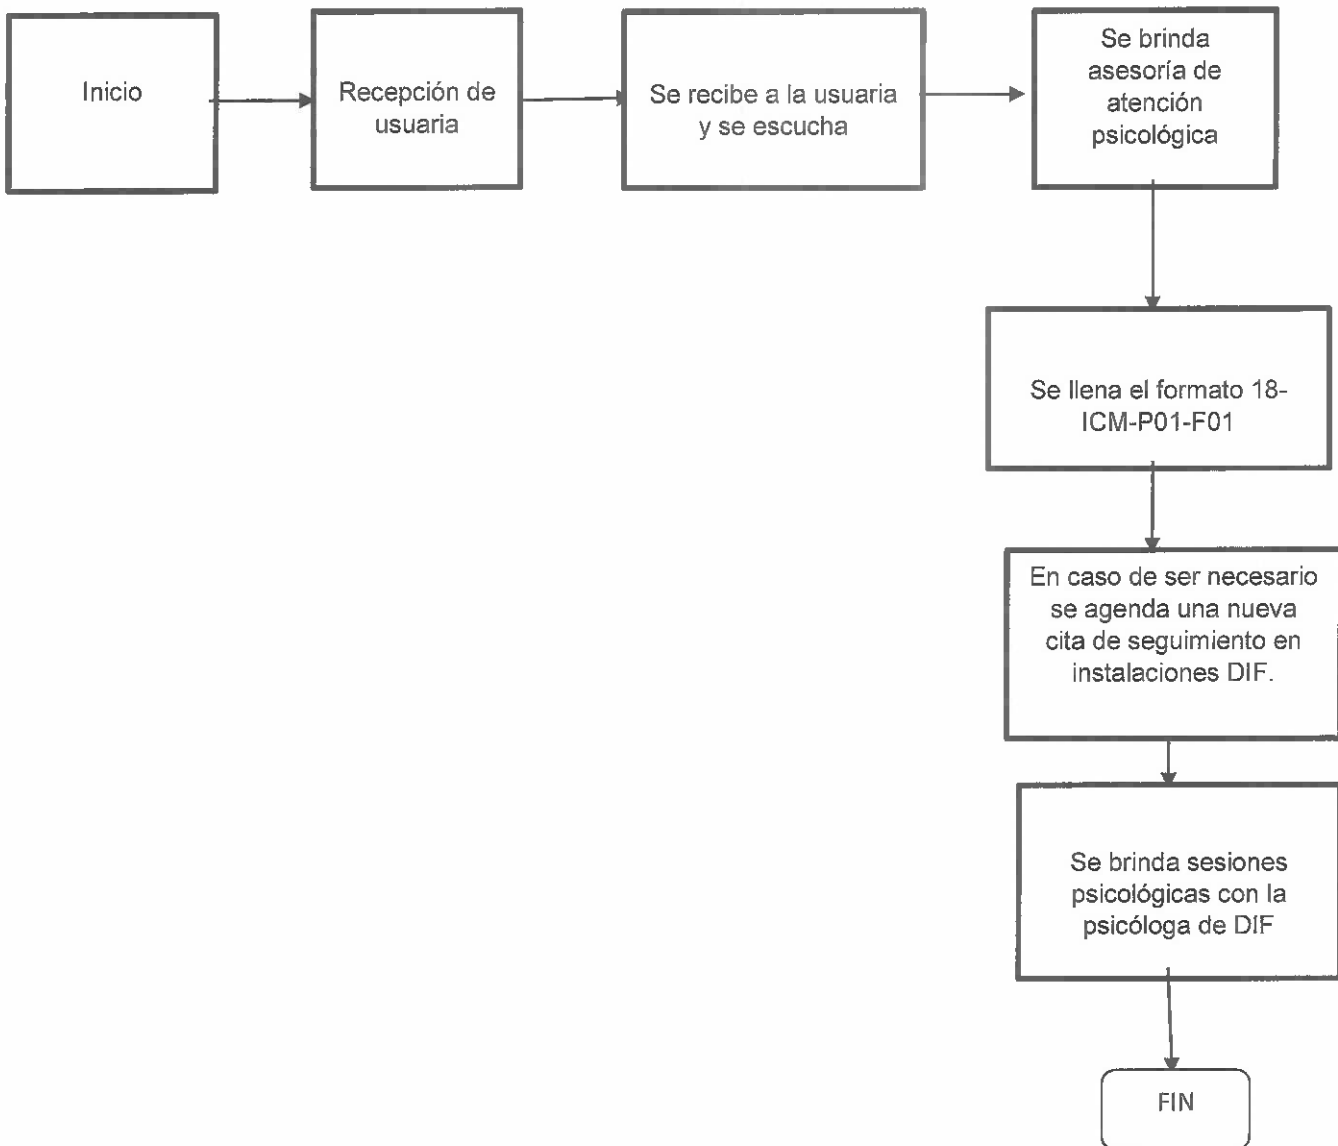 Inicio
Recepción de
usuaria
Se recibe a la usuaria
y se escucha
Se brinda
asesoría de
atención
psicológica
Se llena el formato 18-
ICM-P01-F01
En caso de ser necesario
se agenda una nueva
cita de seguimiento en
instalaciones DIF.
Se brinda sesiones
psicológicas con la
psicóloga de DIF
FIN